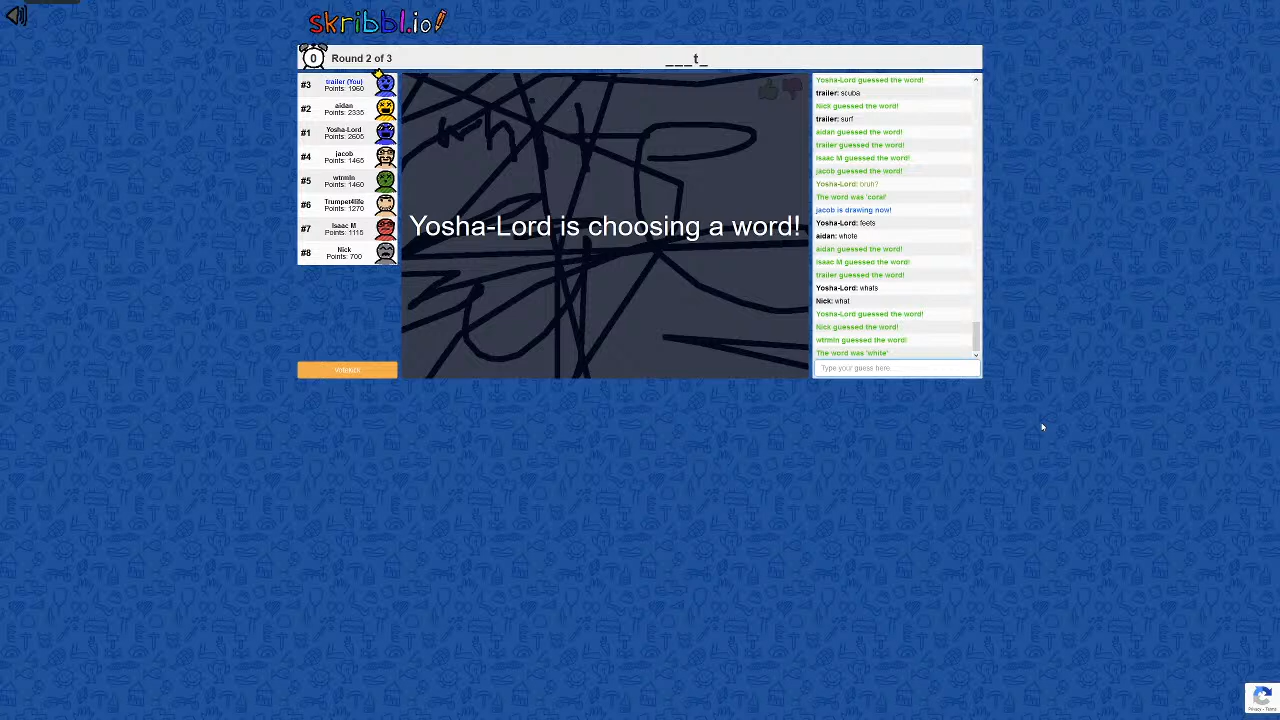 skribbl.io
0
Round 2 of 3
___t_
#3
trailer (You)
Points: 1960
#2
aidan
Points: 2335
#1
Yosha-Lord
Points: 2605
#4
jacob
Points: 1465
#5
wtrmln
Points: 1460
#6
Trumpet4life
Points: 1270
#7
Isaac M
Points: 1115
#8
Nick
Points: 700
Votekick
Yosha-Lord is choosing a word!
Yosha-Lord guessed the word!
trailer: scuba
Nick guessed the word!
trailer: surf
aidan guessed the word!
trailer guessed the word!
Isaac M guessed the word!
jacob guessed the word!
Yosha-Lord: bruh?
The word was 'coral'
jacob is drawing now!
Yosha-Lord: feets
aidan: whote
aidan guessed the word!
Isaac M guessed the word!
trailer guessed the word!
Yosha-Lord: whats
Nick: what
Yosha-Lord guessed the word!
Nick guessed the word!
wtrmln guessed the word!
The word was 'white'
Type your guess here...
Privacy - Terms